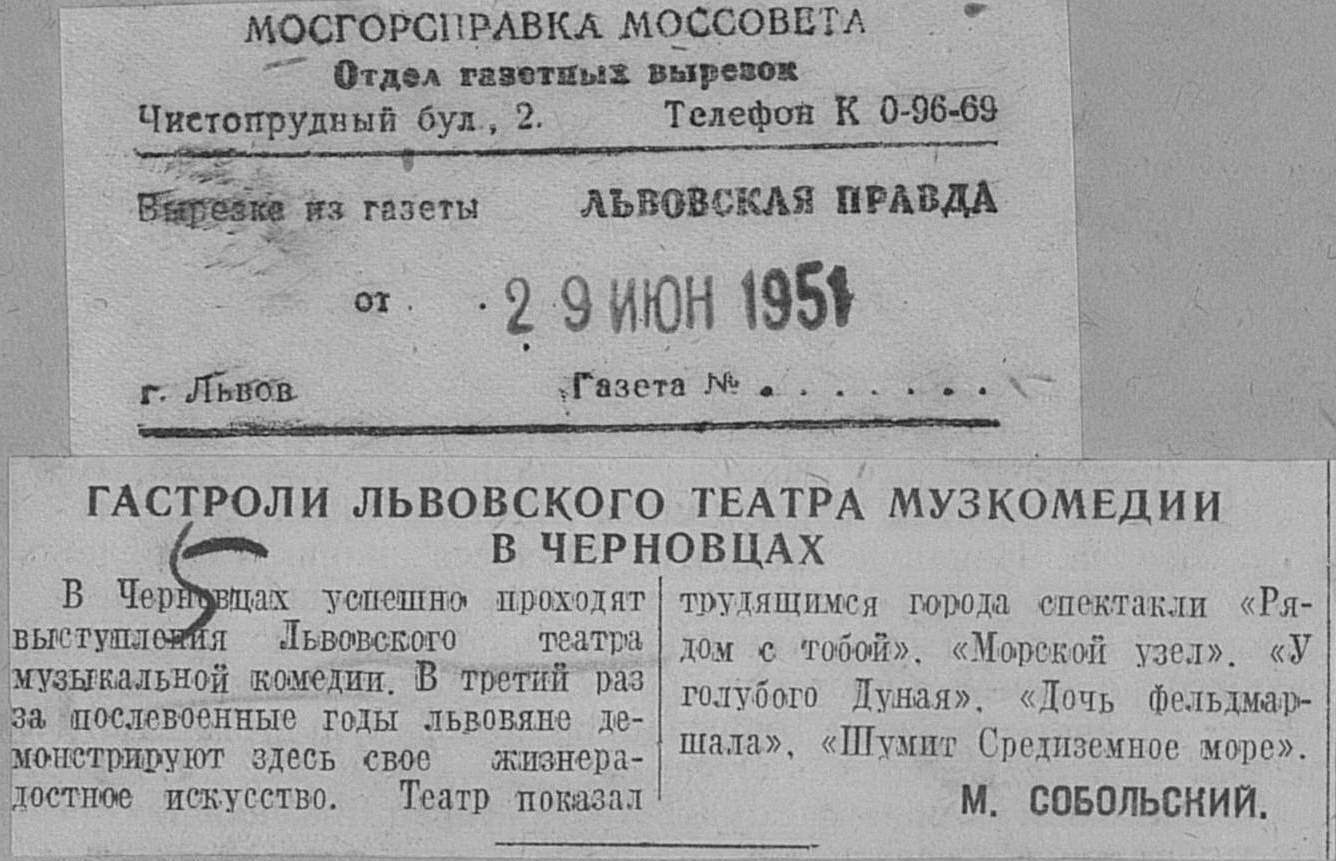 МОСГОРСПРАВКА МОССОВЕТА
Отдел газетных вырезок
Чистопрудный бул., 2. Телефон К 0-96-69
Вырезка из газеты ЛЬВОВСКАЯ ПРАВДА
от . . 29 ИЮН 1951
г. Львов Газета № . . . . . . .
ГАСТРОЛИ ЛЬВОВСКОГО ТЕАТРА МУЗКОМЕДИИ
В ЧЕРНОВЦАХ
5
В Черновцах успешно проходят
выступления Львовского театра
музыкальной комедии. В третий раз
за послевоенные годы львовяне де-
монстрируют здесь свое жизнера-
достное искусство. Театр показал
трудящимся города спектакли «Ря-
дом с тобой», «Морской узел», «У
голубого Дуная», «Дочь фельдмар-
шала», «Шумит Средиземное море».
М. СОБОЛЬСКИЙ.